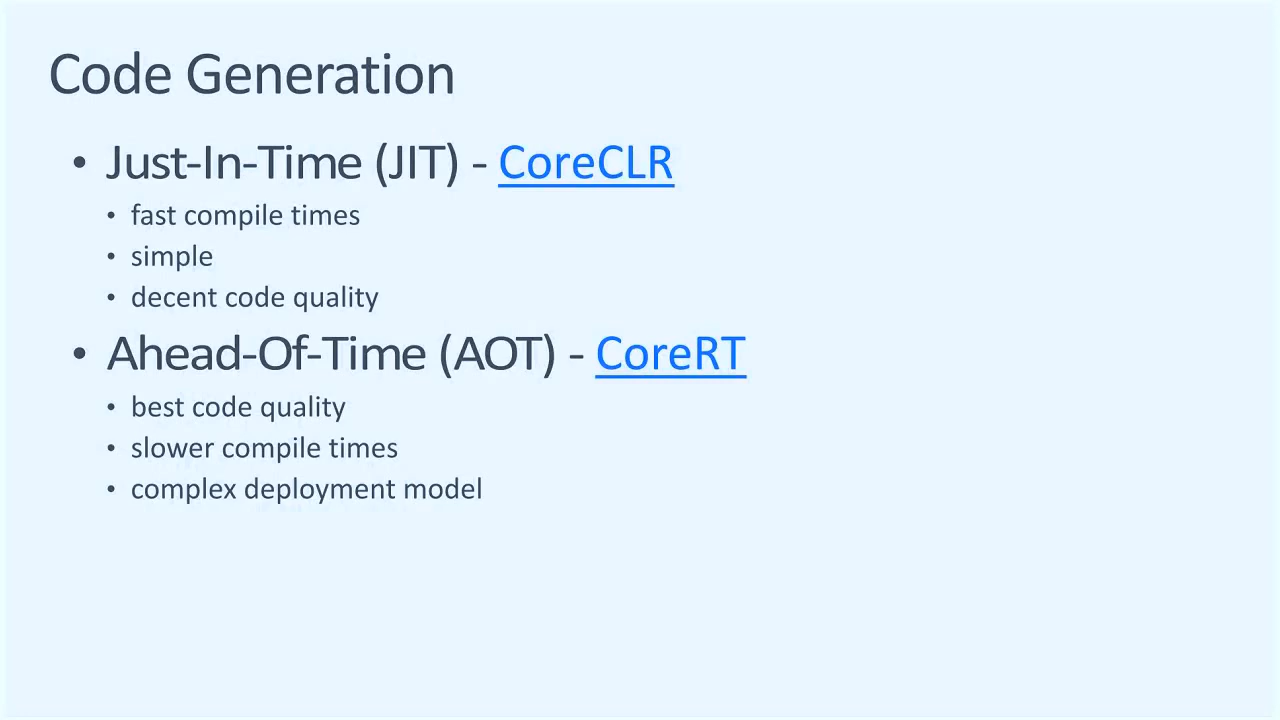 Code Generation
• Just-In-Time (JIT) - CoreCLR
• fast compile times
• simple
• decent code quality
• Ahead-Of-Time (AOT) - CoreRT
• best code quality
• slower compile times
• complex deployment model